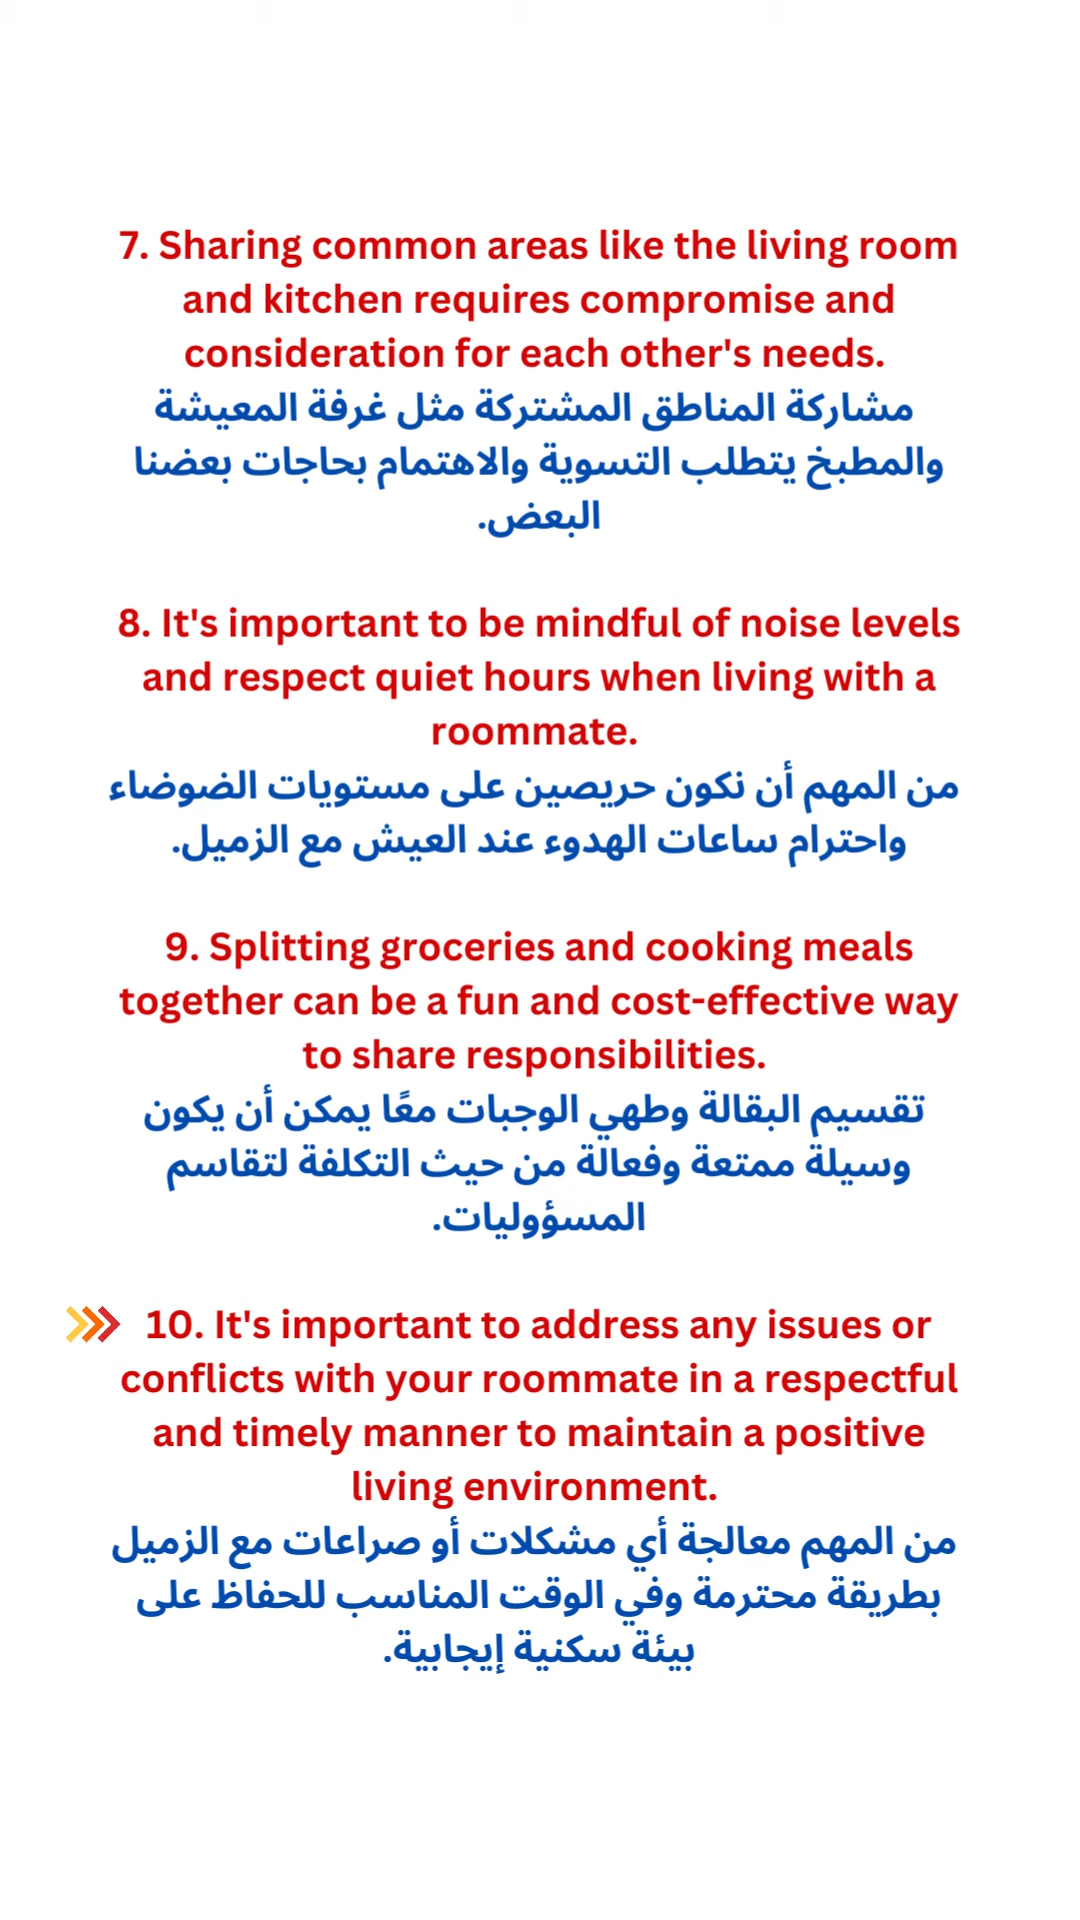 7. Sharing common areas like the living room
and kitchen requires compromise and
consideration for each other's needs.
مشاركة المناطق المشتركة مثل غرفة المعيشة
والمطبخ يتطلب التسوية والاهتمام بحاجات بعضنا
البعض.
8. It's important to be mindful of noise levels
and respect quiet hours when living with a
roommate.
من المهم أن نكون حريصين على مستويات الضوضاء
واحترام ساعات الهدوء عند العيش مع الزميل.
9. Splitting groceries and cooking meals
together can be a fun and cost-effective way
to share responsibilities.
تقسيم البقالة وطهي الوجبات معًا يمكن أن يكون
وسيلة ممتعة وفعالة من حيث التكلفة لتقاسم
المسؤوليات.
10. It's important to address any issues or
conflicts with your roommate in a respectful
and timely manner to maintain a positive
living environment.
من المهم معالجة أي مشكلات أو صراعات مع الزميل
بطريقة محترمة وفي الوقت المناسب للحفاظ على
بيئة سكنية إيجابية.